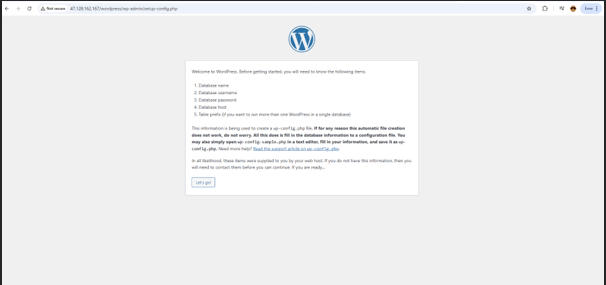 Not secure 47.128.162.167/wordpress/wp-admin/setup-config.php
Error
Welcome to WordPress. Before getting started, you will need to know the following items.
1. Database name
2. Database username
3. Database password
4. Database host
5. Table prefix (if you want to run more than one WordPress in a single database)
This information is being used to create a wp-config.php file. If for any reason this automatic file creation
does not work, do not worry. All this does is fill in the database information to a configuration file. You
may also simply open wp-config-sample.php in a text editor, fill in your information, and save it as wp-
config.php. Need more help? Read the support article on wp-config.php.
In all likelihood, these items were supplied to you by your web host. If you do not have this information, then you
will need to contact them before you can continue. If you are ready...
Let's go!